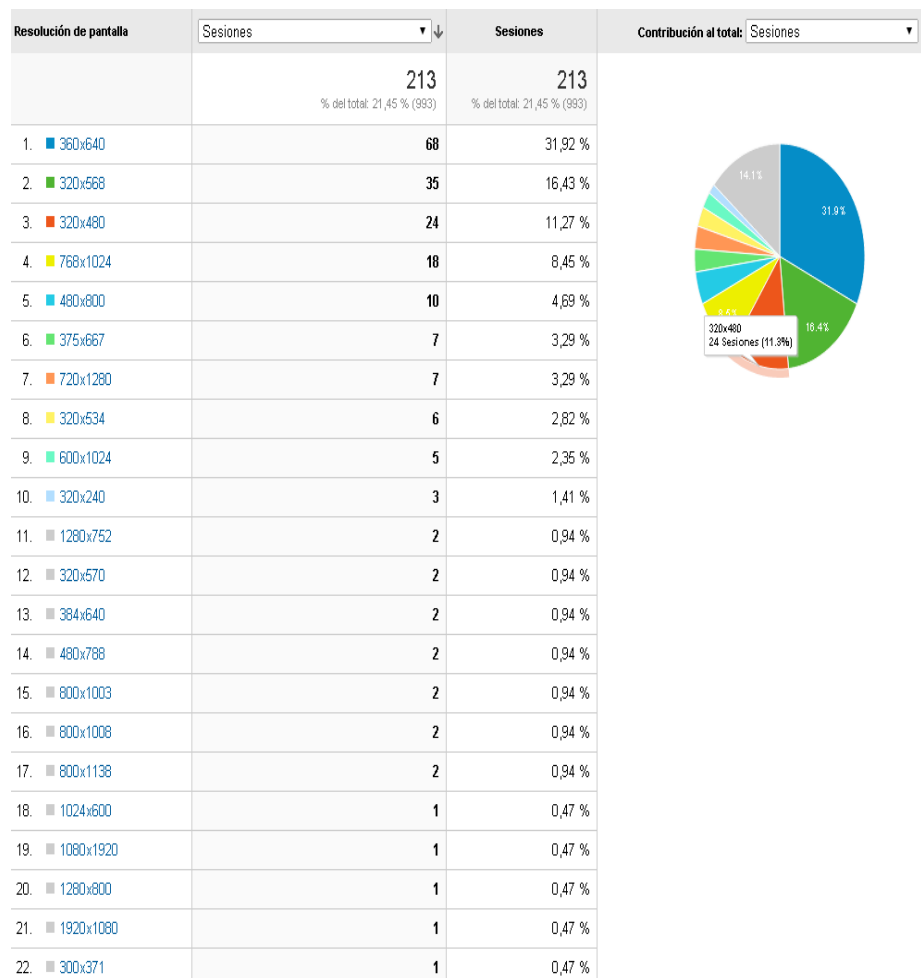 Resolución de pantalla Sesiones Sesiones Contribución al total: Sesiones
213 213
% del total: 21,45 % (993) % del total: 21,45 % (993)
1. 360x640 68 31,92 %
2. 320x568 35 16,43 %
3. 320x480 24 11,27 %
4. 768x1024 18 8,45 %
5. 480x800 10 4,69 %
6. 375x667 7 3,29 %
7. 720x1280 7 3,29 %
8. 320x534 6 2,82 %
9. 600x1024 5 2,35 %
10. 320x240 3 1,41 %
11. 1280x752 2 0,94 %
12. 320x570 2 0,94 %
13. 384x640 2 0,94 %
14. 480x788 2 0,94 %
15. 800x1003 2 0,94 %
16. 800x1008 2 0,94 %
17. 800x1138 2 0,94 %
18. 1024x600 1 0,47 %
19. 1080x1920 1 0,47 %
20. 1280x800 1 0,47 %
21. 1920x1080 1 0,47 %
22. 300x371 1 0,47 %
14.1%
31.9%
16.4%
320x480
24 Sesiones (11.3%)